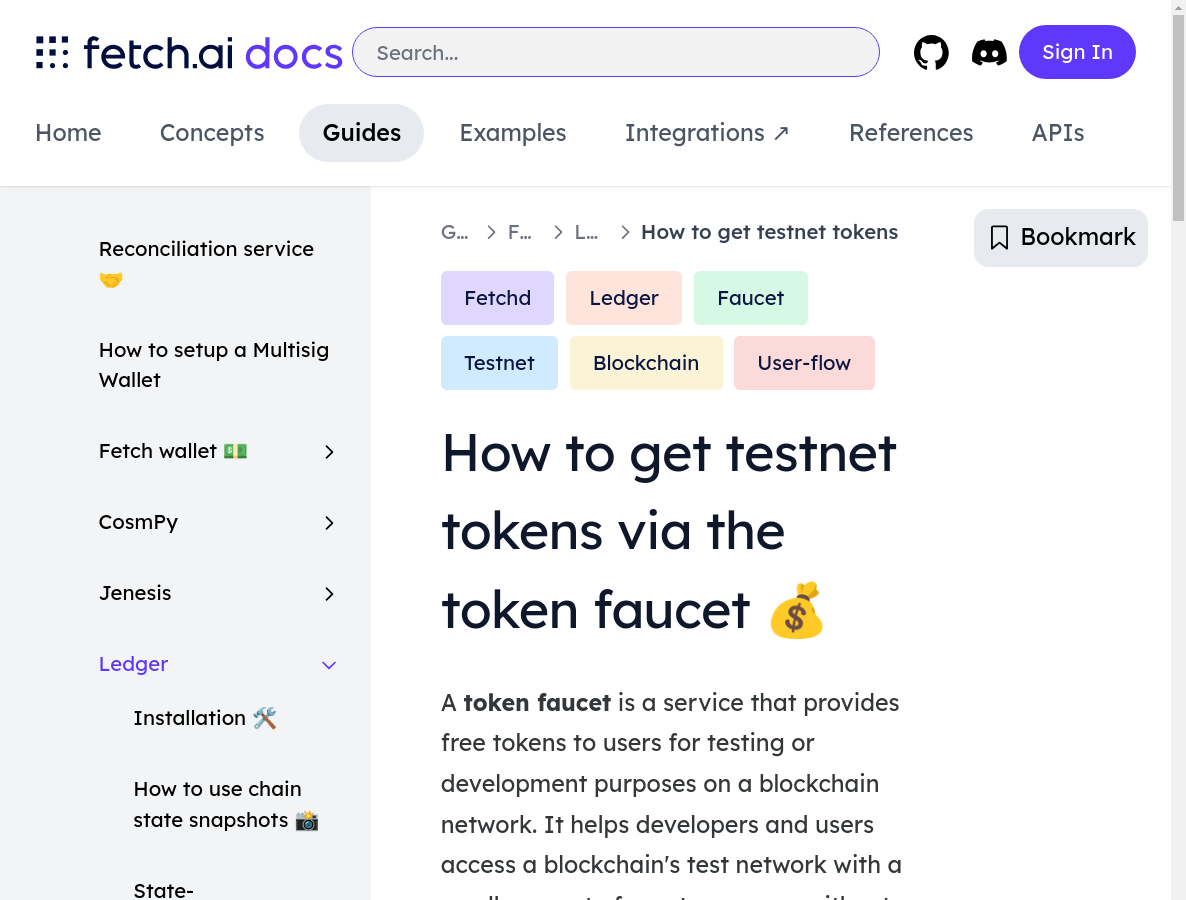 fetch.ai docs
Search...
Sign In
Home
Concepts
Guides
Examples
Integrations ↗
References
APIs
Reconciliation service
🤝
How to setup a Multisig
Wallet
Fetch wallet 💵
CosmPy
Jenesis
Ledger
Installation 🛠️
How to use chain
state snapshots 📸
State-
G... > F... > L... > How to get testnet tokens
Bookmark
Fetchd
Ledger
Faucet
Testnet
Blockchain
User-flow
How to get testnet
tokens via the
token faucet 💰
A token faucet is a service that provides
free tokens to users for testing or
development purposes on a blockchain
network. It helps developers and users
access a blockchain's test network with a